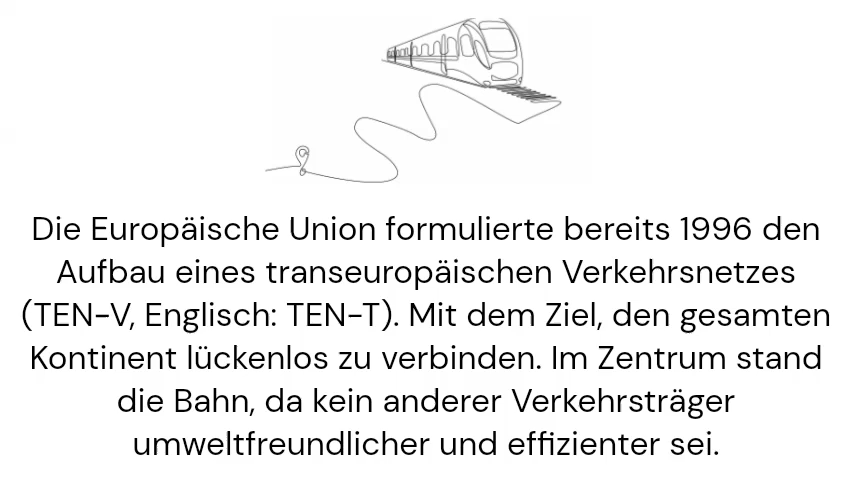 Die Europäische Union formulierte bereits 1996 den
Aufbau eines transeuropäischen Verkehrsnetzes
(TEN-V, Englisch: TEN-T). Mit dem Ziel, den gesamten
Kontinent lückenlos zu verbinden. Im Zentrum stand
die Bahn, da kein anderer Verkehrsträger
umweltfreundlicher und effizienter sei.